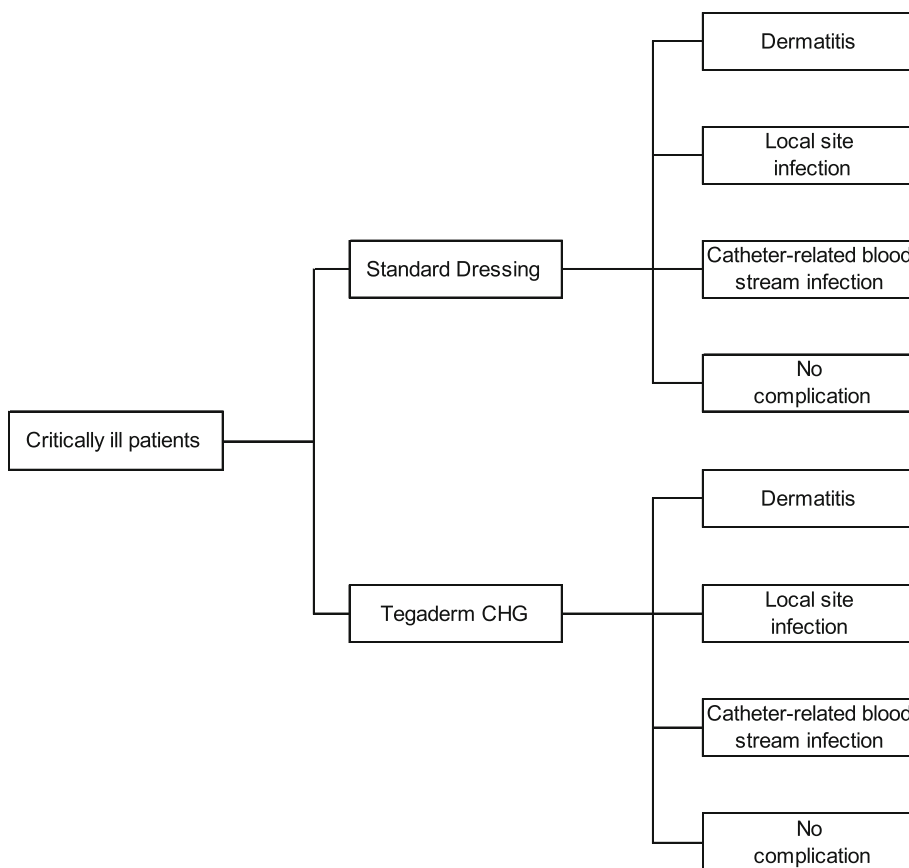 Dermatitis
Local site
infection
Standard Dressing
Catheter-related blood
stream infection
No
complication
Critically ill patients
Dermatitis
Tegaderm CHG
Local site
infection
Catheter-related blood
stream infection
No
complication